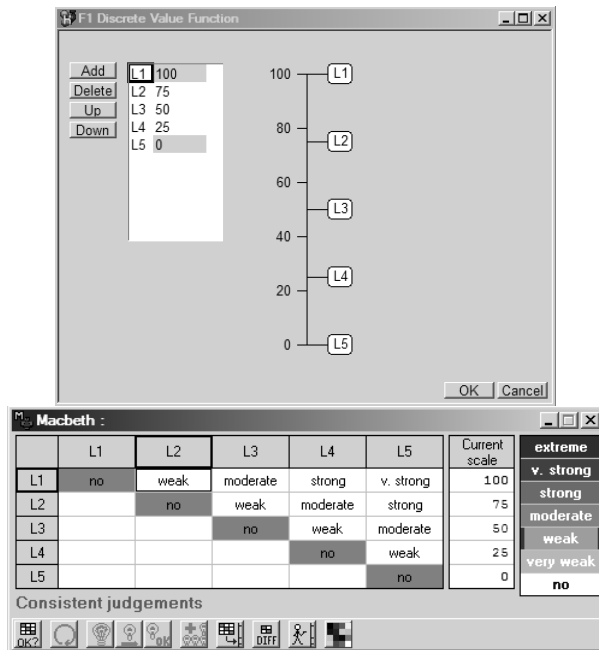 F1 Discrete Value Function
Add
Delete
Up
Down
L1 100
L2 75
L3 50
L4 25
L5 0
100
80
60
40
20
0
L1
L2
L3
L4
L5
OK Cancel
Macbeth :
L1 L2 L3 L4 L5 Current scale
L1 no weak moderate strong v. strong 100
L2 no weak moderate strong 75
L3 no weak moderate 50
L4 no weak 25
L5 no 0
extreme
v. strong
strong
moderate
weak
very weak
no
Consistent judgements
OK?
OK
DIFF